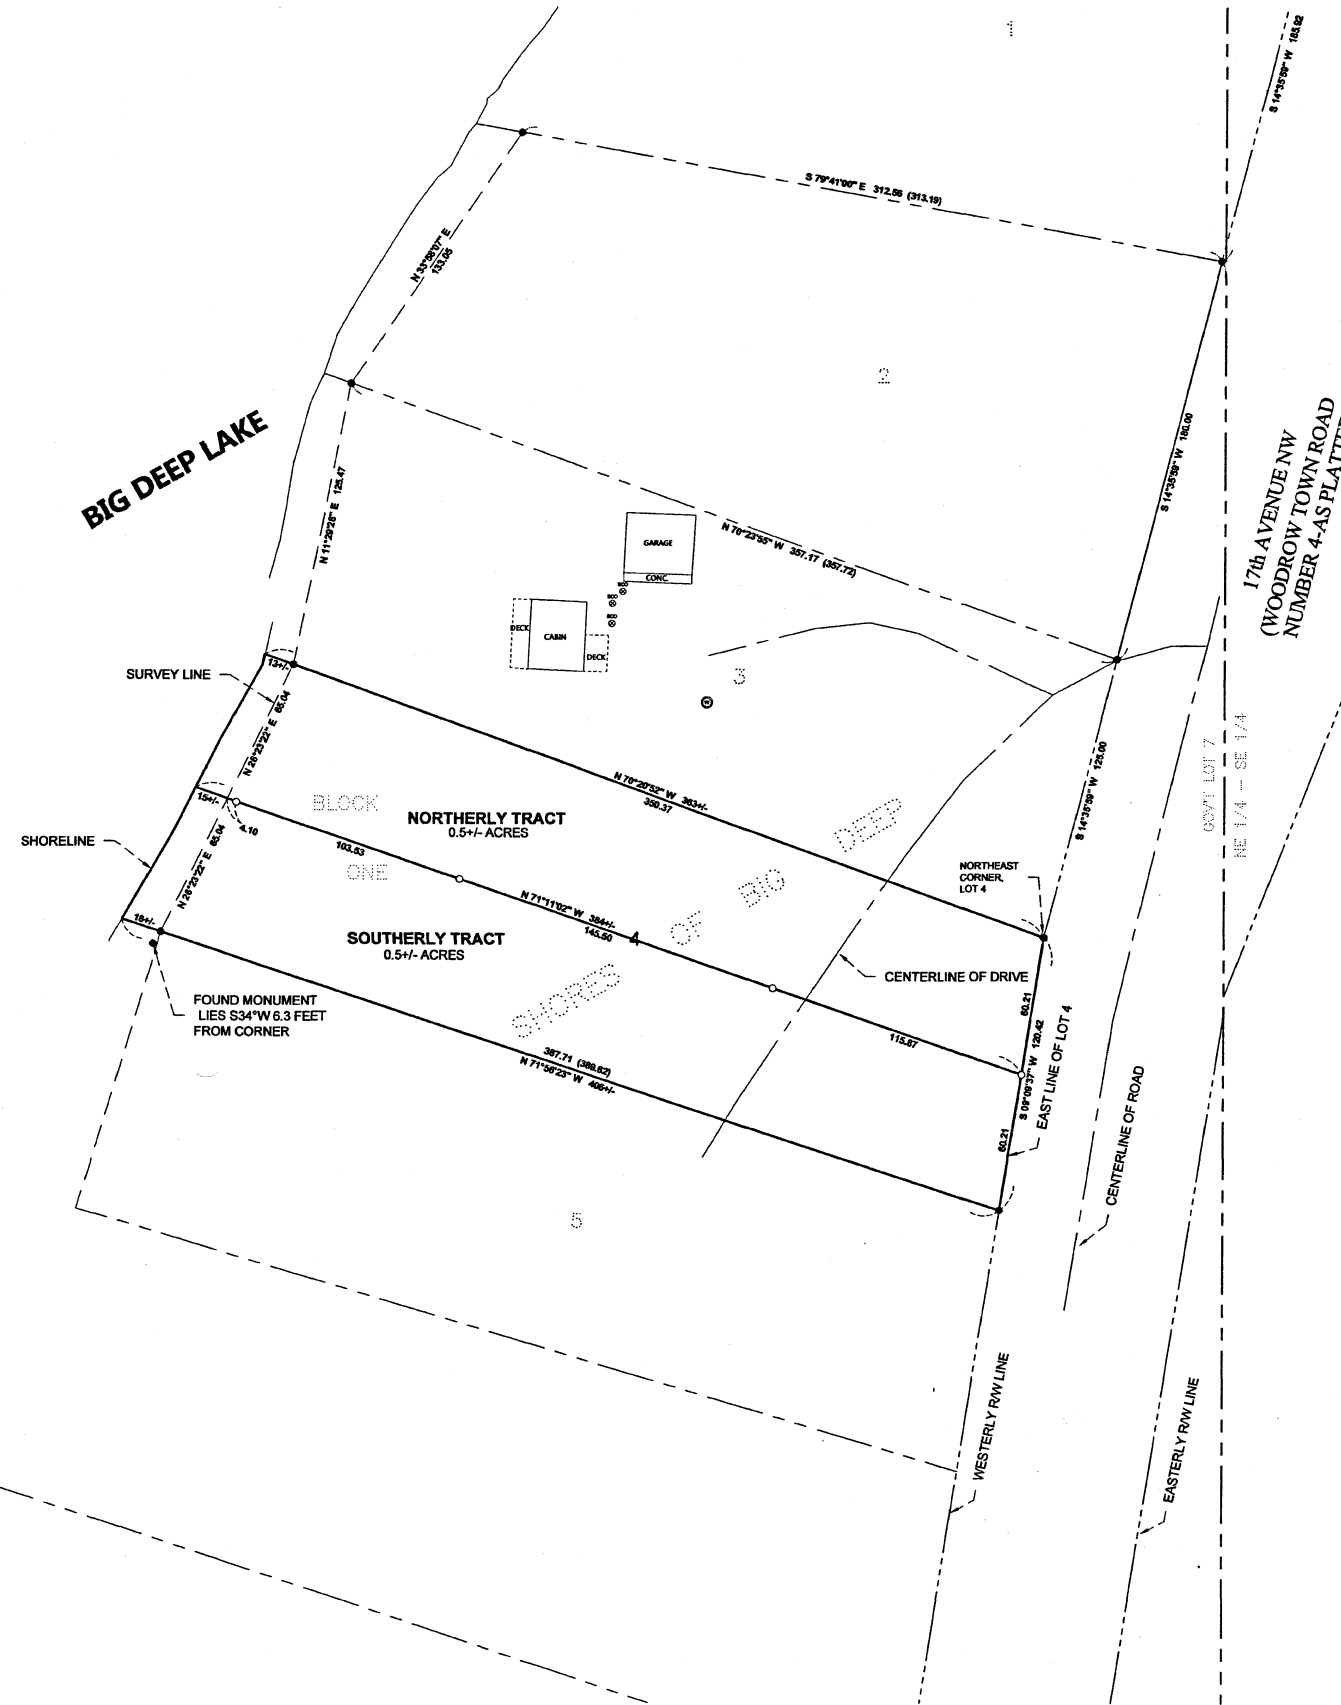 1
S 14°35'59" W 185.92
S 79°41'00" E 312.56 (313.19)
N 33°58'07" E
133.05
2
BIG DEEP LAKE
S 14°35'59" W 180.00
17th AVENUE NW
(WOODROW TOWN ROAD
NUMBER 4-AS PLATTED
N 11°29'26" E 125.47
N 70°23'55" W 357.17 (357.72)
GARAGE
CONC.
SCO
SCO
SCO
DECK
CABIN
DECK
13+/-
SURVEY LINE
3
W
N 26°23'22" E 65.04
GOV'T LOT 7
NE 1/4 - SE 1/4
S 14°35'59" W 125.00
N 70°20'52" W 363+/-
350.37
15+/-
4.10
BLOCK
NORTHERLY TRACT
0.5+/- ACRES
SHORELINE
103.53
ONE
N 26°23'22" E 65.04
NORTHEAST
CORNER,
LOT 4
N 71°11'02" W 384+/-
145.50
4
18+/-
SOUTHERLY TRACT
0.5+/- ACRES
SHORES OF BIG DEEP
CENTERLINE OF DRIVE
FOUND MONUMENT
LIES S34°W 6.3 FEET
FROM CORNER
60.21
115.87
S 09°09'37" W 120.42
EAST LINE OF LOT 4
387.71 (389.62)
N 71°56'23" W 406+/-
60.21
CENTERLINE OF ROAD
5
WESTERLY R/W LINE
EASTERLY R/W LINE